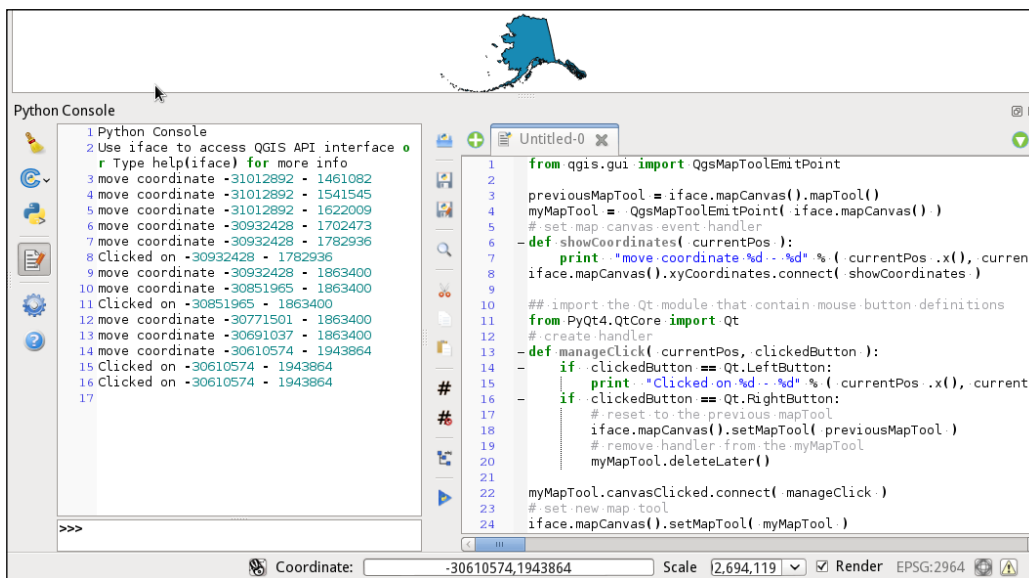 Python Console
1 Python Console
2 Use iface to access QGIS API interface o
r Type help(iface) for more info
3 move coordinate -31012892 - 1461082
4 move coordinate -31012892 - 1541545
5 move coordinate -31012892 - 1622009
6 move coordinate -30932428 - 1702473
7 move coordinate -30932428 - 1782936
8 Clicked on -30932428 - 1782936
9 move coordinate -30932428 - 1863400
10 move coordinate -30851965 - 1863400
11 Clicked on -30851965 - 1863400
12 move coordinate -30771501 - 1863400
13 move coordinate -30691037 - 1863400
14 move coordinate -30610574 - 1943864
15 Clicked on -30610574 - 1943864
16 Clicked on -30610574 - 1943864
17
>>>
Untitled-0
1 from qgis.gui import QgsMapToolEmitPoint
2
3 previousMapTool = iface.mapCanvas().mapTool()
4 myMapTool = QgsMapToolEmitPoint( iface.mapCanvas() )
5 # set map canvas event handler
6 def showCoordinates( currentPos ):
7 print "move coordinate %d - %d" % ( currentPos .x(), curren
8 iface.mapCanvas().xyCoordinates.connect( showCoordinates )
9
10 ## import the Qt module that contain mouse button definitions
11 from PyQt4.QtCore import Qt
12 # create handler
13 def manageClick( currentPos, clickedButton ):
14 if clickedButton == Qt.LeftButton:
15 print "Clicked on %d - %d" % ( currentPos .x(), current
16 if clickedButton == Qt.RightButton:
17 # reset to the previous mapTool
18 iface.mapCanvas().setMapTool( previousMapTool )
19 # remove handler from the myMapTool
20 myMapTool.deleteLater()
21
22 myMapTool.canvasClicked.connect( manageClick )
23 # set new map tool
24 iface.mapCanvas().setMapTool( myMapTool )
Coordinate: -30610574,1943864 Scale 2,694,119 Render EPSG:2964